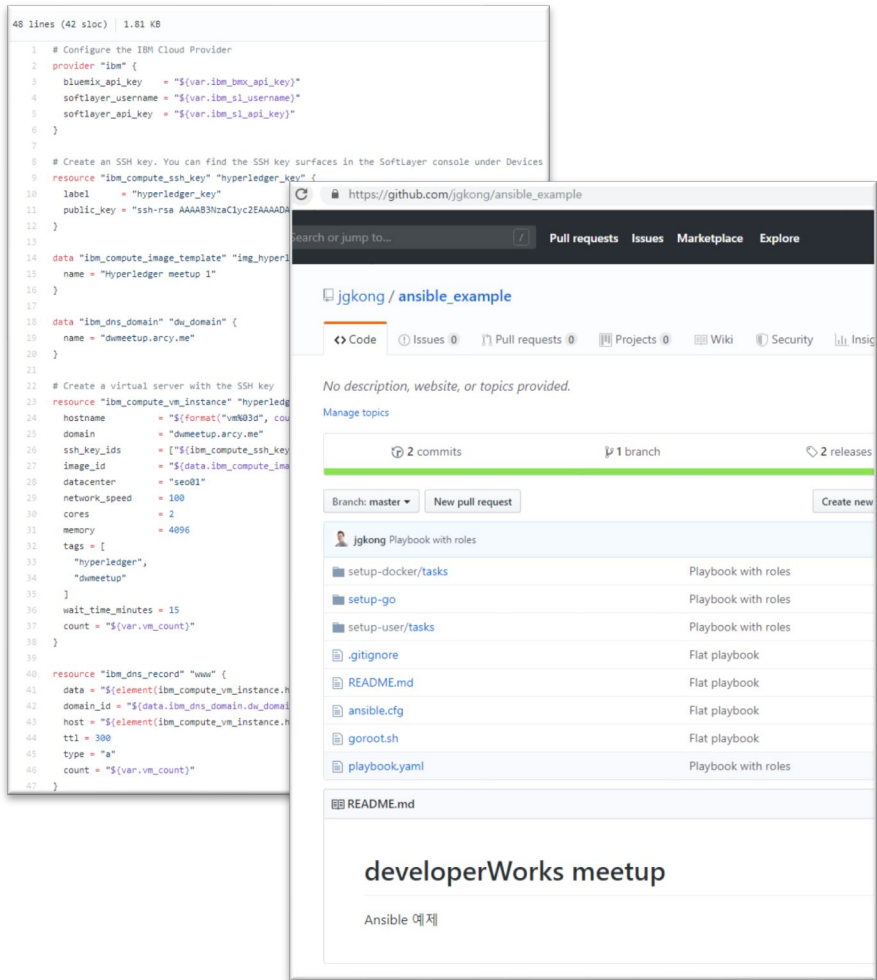 48 lines (42 sloc) 1.81 KB
1 # Configure the IBM Cloud Provider
2 provider "ibm" {
3 bluemix_api_key = "${var.ibm_bmx_api_key}"
4 softlayer_username = "${var.ibm_sl_username}"
5 softlayer_api_key = "${var.ibm_sl_api_key}"
6 }
7
8 # Create an SSH key. You can find the SSH key surfaces in the SoftLayer console under Devices
9 resource "ibm_compute_ssh_key" "hyperledger_key" {
10 label = "hyperledger_key"
11 public_key = "ssh-rsa AAAAB3NzaC1yc2EAAAADA
12 }
13
14 data "ibm_compute_image_template" "img_hyperl
15 name = "Hyperledger meetup 1"
16 }
17
18 data "ibm_dns_domain" "dw_domain" {
19 name = "dwmeetup.arcy.me"
20 }
21
22 # Create a virtual server with the SSH key
23 resource "ibm_compute_vm_instance" "hyperledg
24 hostname = "${format("vm%03d", cou
25 domain = "dwmeetup.arcy.me"
26 ssh_key_ids = ["${ibm_compute_ssh_key
27 image_id = "${data.ibm_compute_ima
28 datacenter = "seo01"
29 network_speed = 100
30 cores = 2
31 memory = 4096
32 tags = [
33 "hyperledger",
34 "dwmeetup"
35 ]
36 wait_time_minutes = 15
37 count = "${var.vm_count}"
38 }
39
40 resource "ibm_dns_record" "www" {
41 data = "${element(ibm_compute_vm_instance.h
42 domain_id = "${data.ibm_dns_domain.dw_domai
43 host = "${element(ibm_compute_vm_instance.h
44 ttl = 300
45 type = "a"
46 count = "${var.vm_count}"
47 }
https://github.com/jgkong/ansible_example
Search or jump to... / Pull requests Issues Marketplace Explore
jgkong / ansible_example
Code Issues 0 Pull requests 0 Projects 0 Wiki Security Insig
No description, website, or topics provided.
Manage topics
2 commits 1 branch 2 releases
Branch: master New pull request Create new
jgkong Playbook with roles
setup-docker/tasks Playbook with roles
setup-go Playbook with roles
setup-user/tasks Playbook with roles
.gitignore Flat playbook
README.md Flat playbook
ansible.cfg Flat playbook
goroot.sh Flat playbook
playbook.yaml Playbook with roles
README.md
developerWorks meetup
Ansible 예제